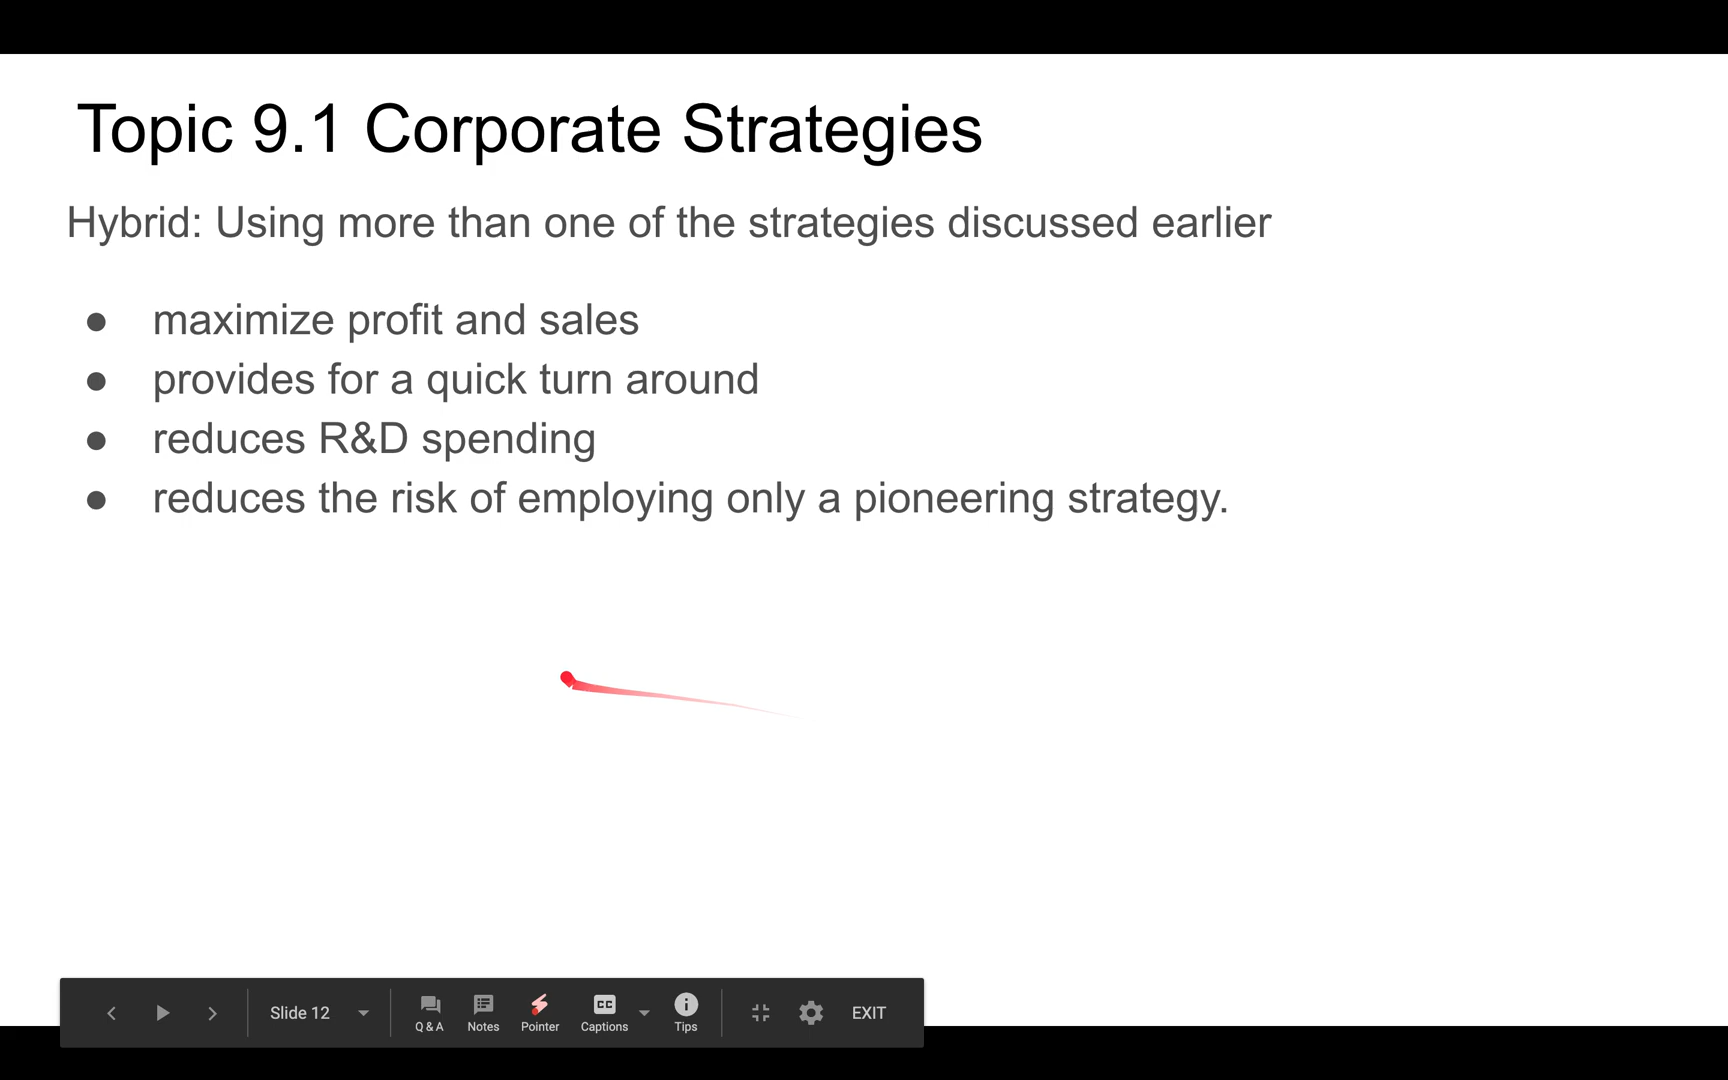 Topic 9.1 Corporate Strategies
Hybrid: Using more than one of the strategies discussed earlier
● maximize profit and sales
● provides for a quick turn around
● reduces R&D spending
● reduces the risk of employing only a pioneering strategy.
Slide 12
Q & A
Notes
Pointer
CC
Captions
Tips
EXIT